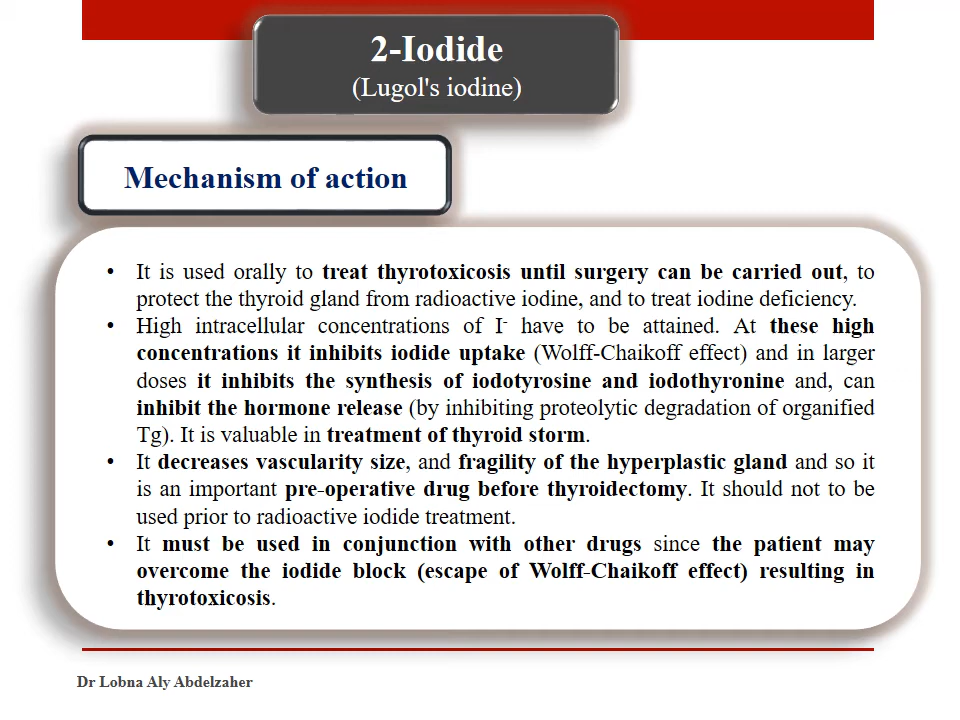 2-Iodide
(Lugol's iodine)
Mechanism of action
• It is used orally to treat thyrotoxicosis until surgery can be carried out, to
protect the thyroid gland from radioactive iodine, and to treat iodine deficiency.
• High intracellular concentrations of I- have to be attained. At these high
concentrations it inhibits iodide uptake (Wolff-Chaikoff effect) and in larger
doses it inhibits the synthesis of iodotyrosine and iodothyronine and, can
inhibit the hormone release (by inhibiting proteolytic degradation of organified
Tg). It is valuable in treatment of thyroid storm.
• It decreases vascularity size, and fragility of the hyperplastic gland and so it
is an important pre-operative drug before thyroidectomy. It should not to be
used prior to radioactive iodide treatment.
• It must be used in conjunction with other drugs since the patient may
overcome the iodide block (escape of Wolff-Chaikoff effect) resulting in
thyrotoxicosis.
Dr Lobna Aly Abdelzaher